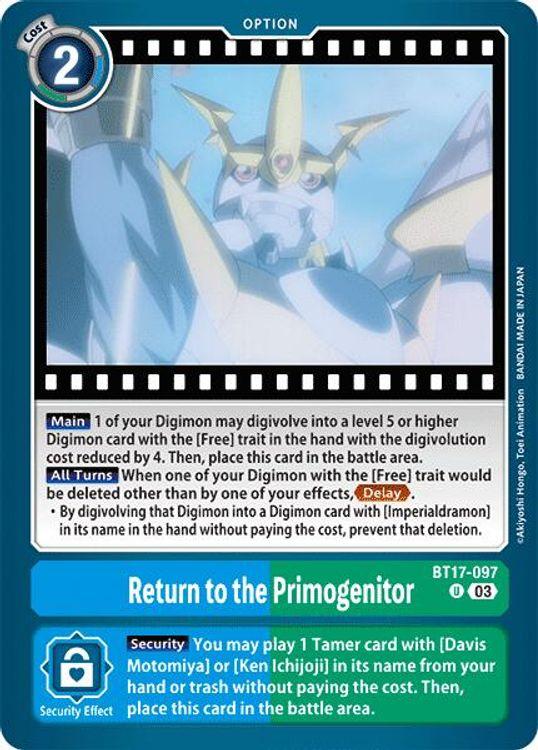 OPTION
Cost
2
Main 1 of your Digimon may digivolve into a level 5 or higher
Digimon card with the [Free] trait in the hand with the digivolution
cost reduced by 4. Then, place this card in the battle area.
All Turns When one of your Digimon with the [Free] trait would
be deleted other than by one of your effects, Delay.
・By digivolving that Digimon into a Digimon card with [Imperialdramon]
in its name in the hand without paying the cost, prevent that deletion.
©Akiyoshi Hongo, Toei Animation BANDAI MADE IN JAPAN
BT17-097
Return to the Primogenitor
U 03
Security You may play 1 Tamer card with [Davis
Motomiya] or [Ken Ichijoji] in its name from your
hand or trash without paying the cost. Then,
place this card in the battle area.
Security Effect